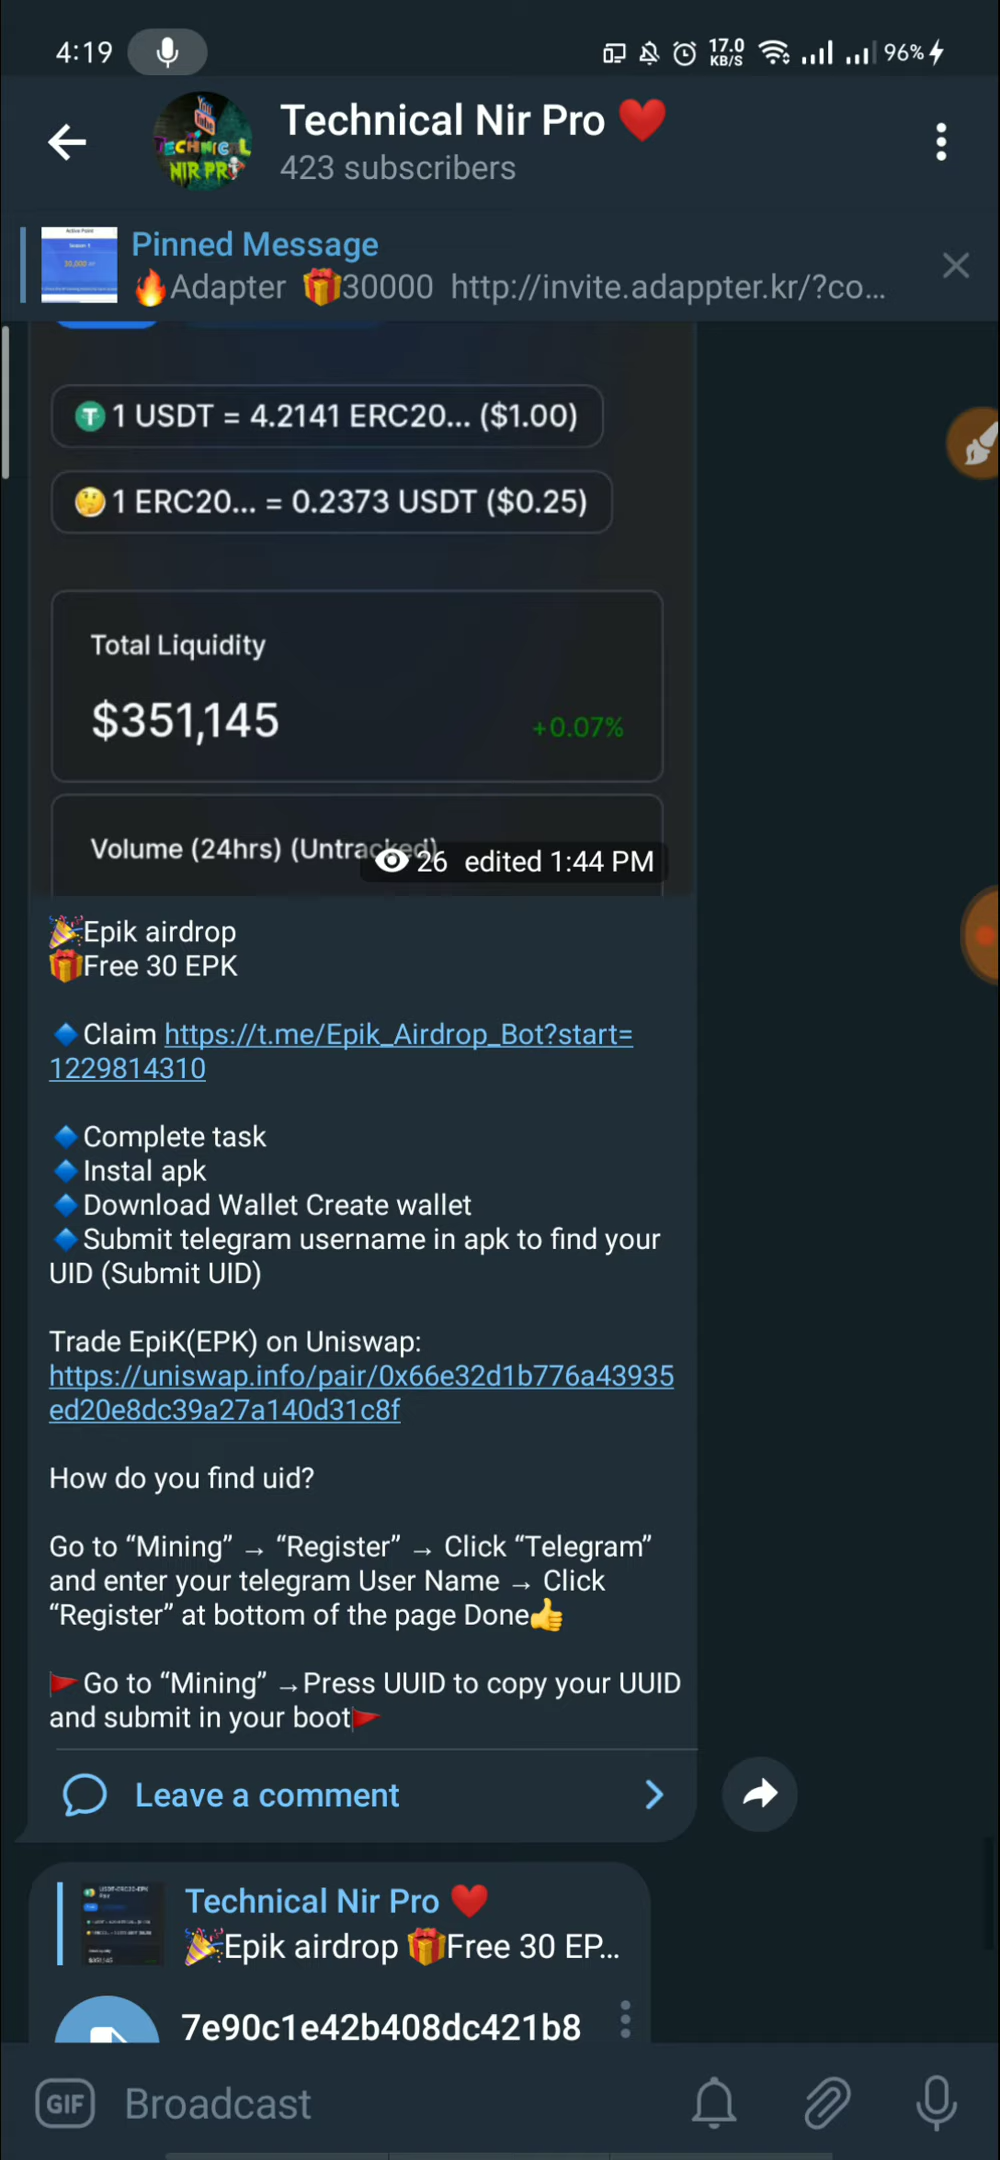 4:19
17.0
KB/S
96%
Technical Nir Pro ❤️
423 subscribers
Pinned Message
🔥Adapter 🎁30000 http://invite.adappter.kr/?co...
1 USDT = 4.2141 ERC20... ($1.00)
🤔 1 ERC20... = 0.2373 USDT ($0.25)
Total Liquidity
$351,145
+0.07%
Volume (24hrs) (Untracked)
26 edited 1:44 PM
🎉Epik airdrop
🎁Free 30 EPK
🔹Claim https://t.me/Epik_Airdrop_Bot?start=
1229814310
🔹Complete task
🔹Instal apk
🔹Download Wallet Create wallet
🔹Submit telegram username in apk to find your
UID (Submit UID)
Trade EpiK(EPK) on Uniswap:
https://uniswap.info/pair/0x66e32d1b776a43935
ed20e8dc39a27a140d31c8f
How do you find uid?
Go to “Mining” → “Register” → Click “Telegram”
and enter your telegram User Name → Click
“Register” at bottom of the page Done👍
🚩Go to “Mining” →Press UUID to copy your UUID
and submit in your boot🚩
Leave a comment
Technical Nir Pro ❤️
🎉Epik airdrop 🎁Free 30 EP...
7e90c1e42b408dc421b8
GIF
Broadcast